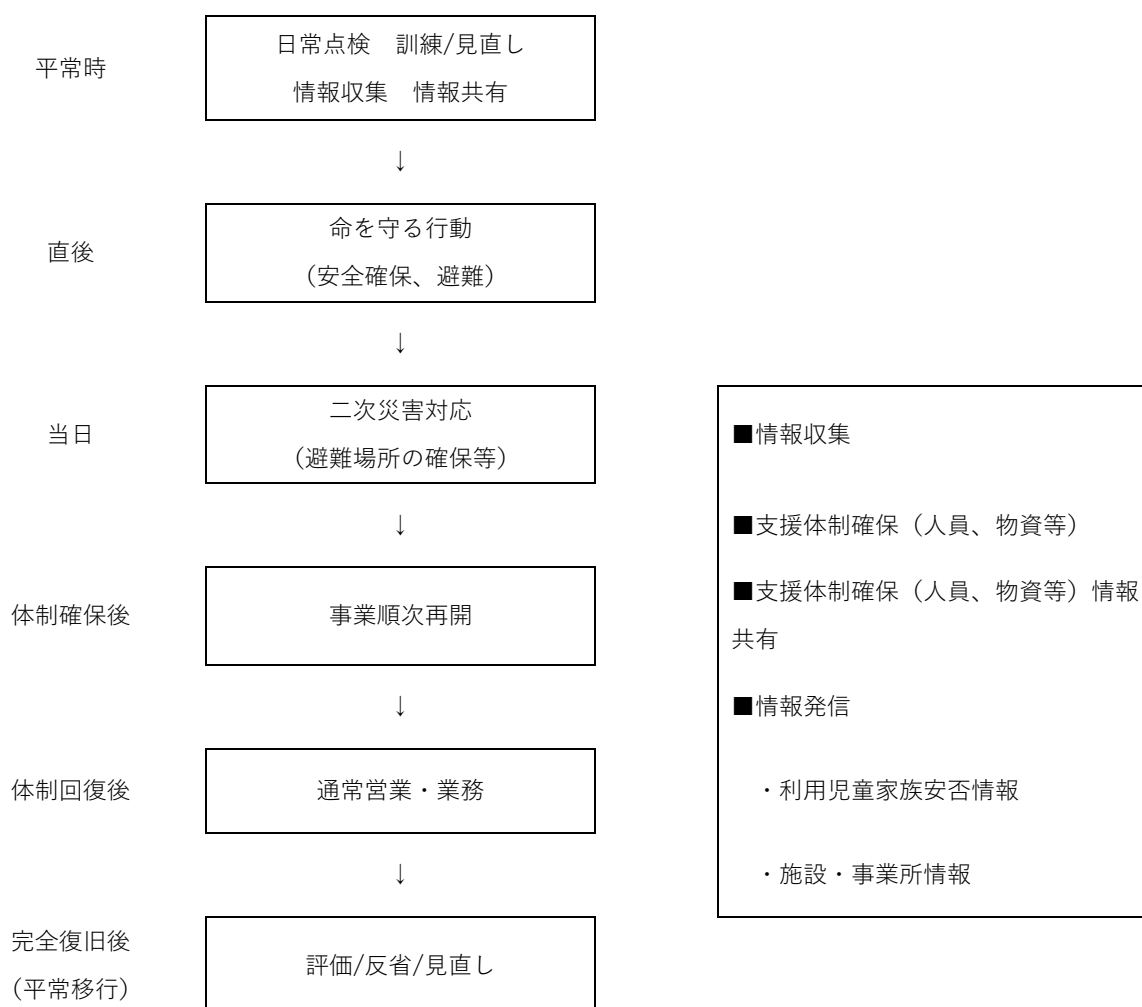 平常時
日常点検　訓練/見直し
情報収集　情報共有
↓
直後
命を守る行動
（安全確保、避難）
↓
当日
二次災害対応
（避難場所の確保等）
↓
体制確保後
事業順次再開
↓
体制回復後
通常営業・業務
↓
完全復旧後
（平常移行）
評価/反省/見直し
■情報収集
■支援体制確保（人員、物資等）
■支援体制確保（人員、物資等）情報
共有
■情報発信
・利用児童家族安否情報
・施設・事業所情報